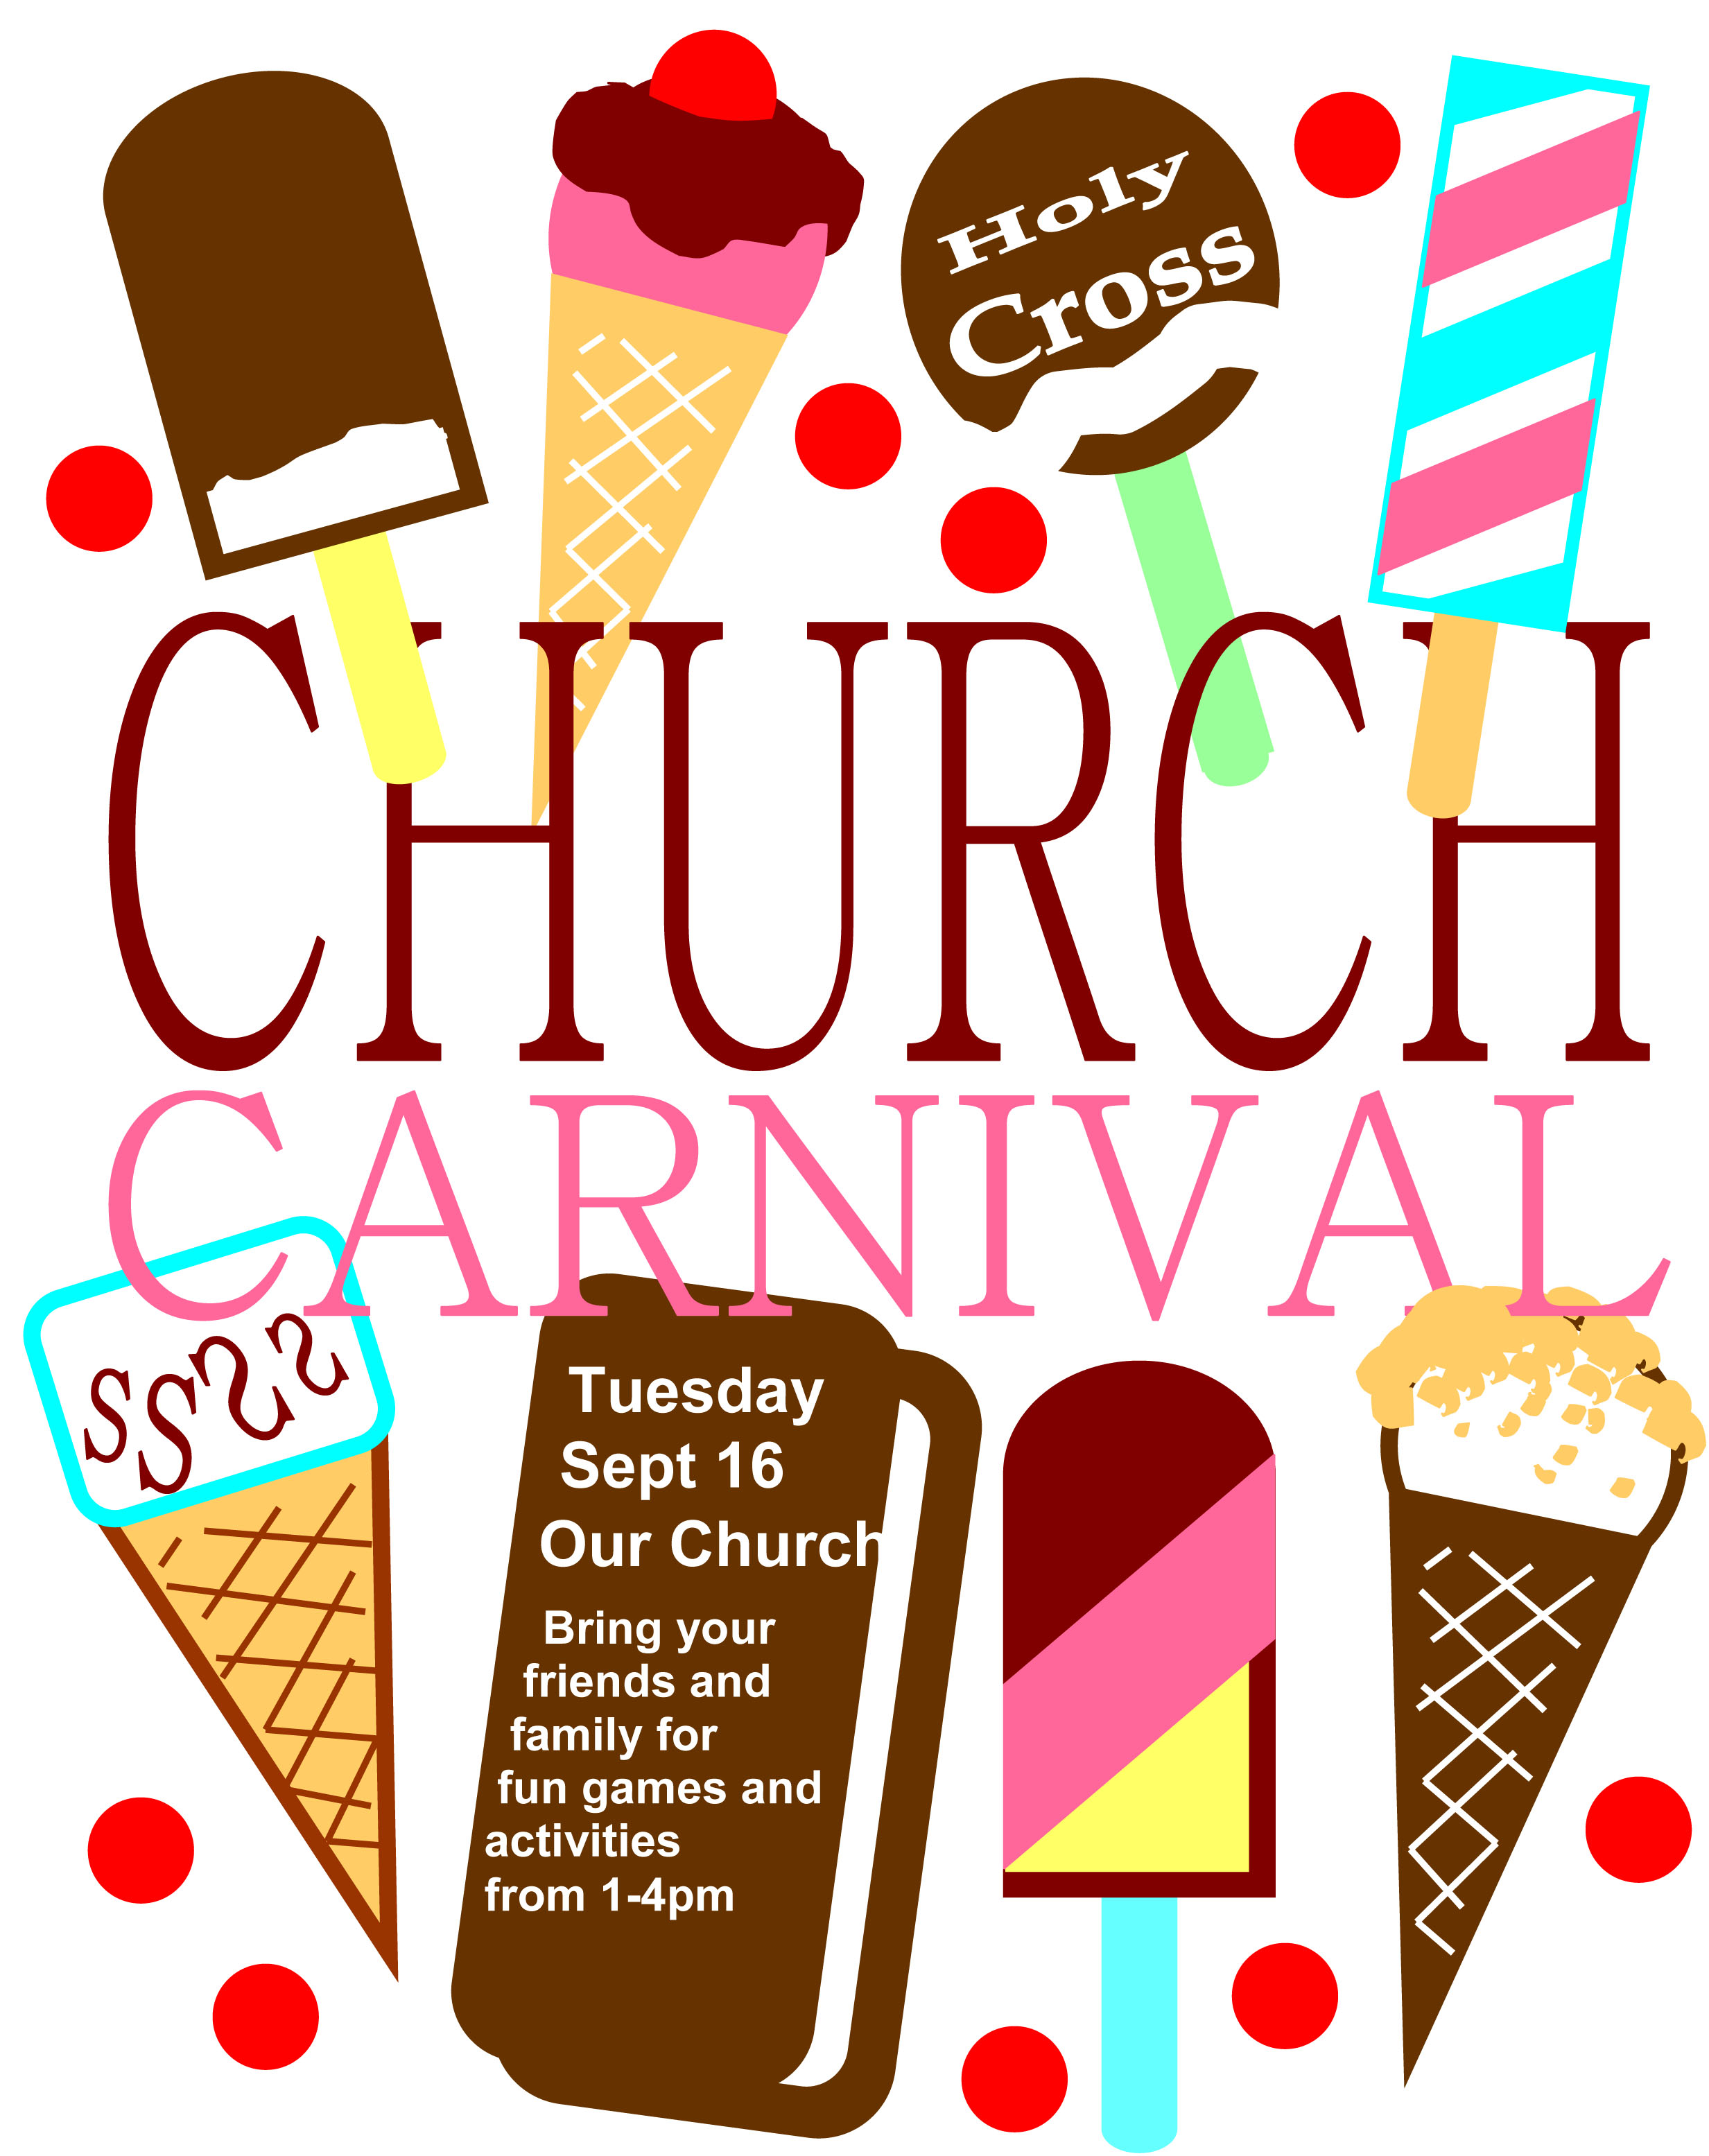 Holy
Cross
CHURCH
CARNIVAL
Tuesday
Sept 16
Our Church
Bring your
friends and
family for
fun games and
activities
from 1-4pm